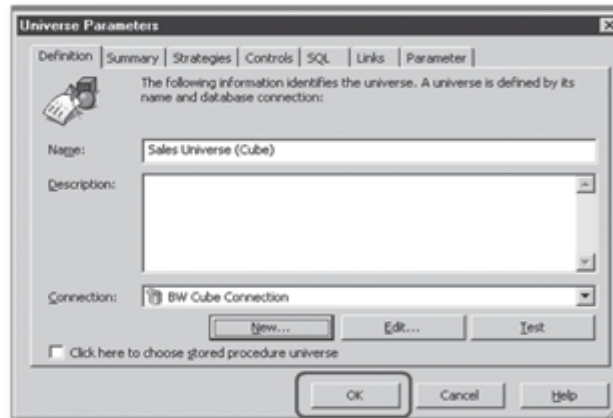 Universe Parameters
Definition Summary Strategies Controls SQL Links Parameter
The following information identifies the universe. A universe is defined by its
name and database connection:
Name: Sales Universe (Cube)
Description:
Connection: BW Cube Connection
New... Edit... Test
Click here to choose stored procedure universe
OK Cancel Help